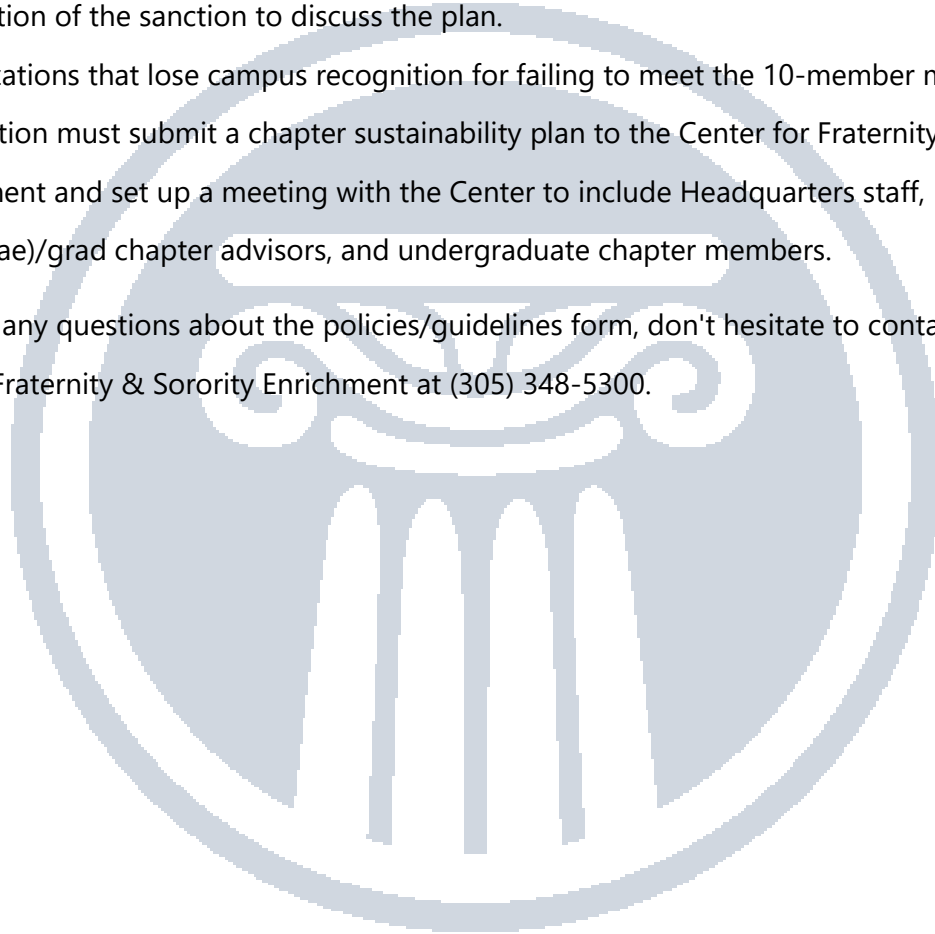 tion of the sanction to discuss the plan.
ations that lose campus recognition for failing to meet the 10-member
tion must submit a chapter sustainability plan to the Center for Fraternity
ent and set up a meeting with the Center to include Headquarters staff,
ae)/grad chapter advisors, and undergraduate chapter members.
any questions about the policies/guidelines form, don't hesitate to conta
Fraternity & Sorority Enrichment at (305) 348-5300.